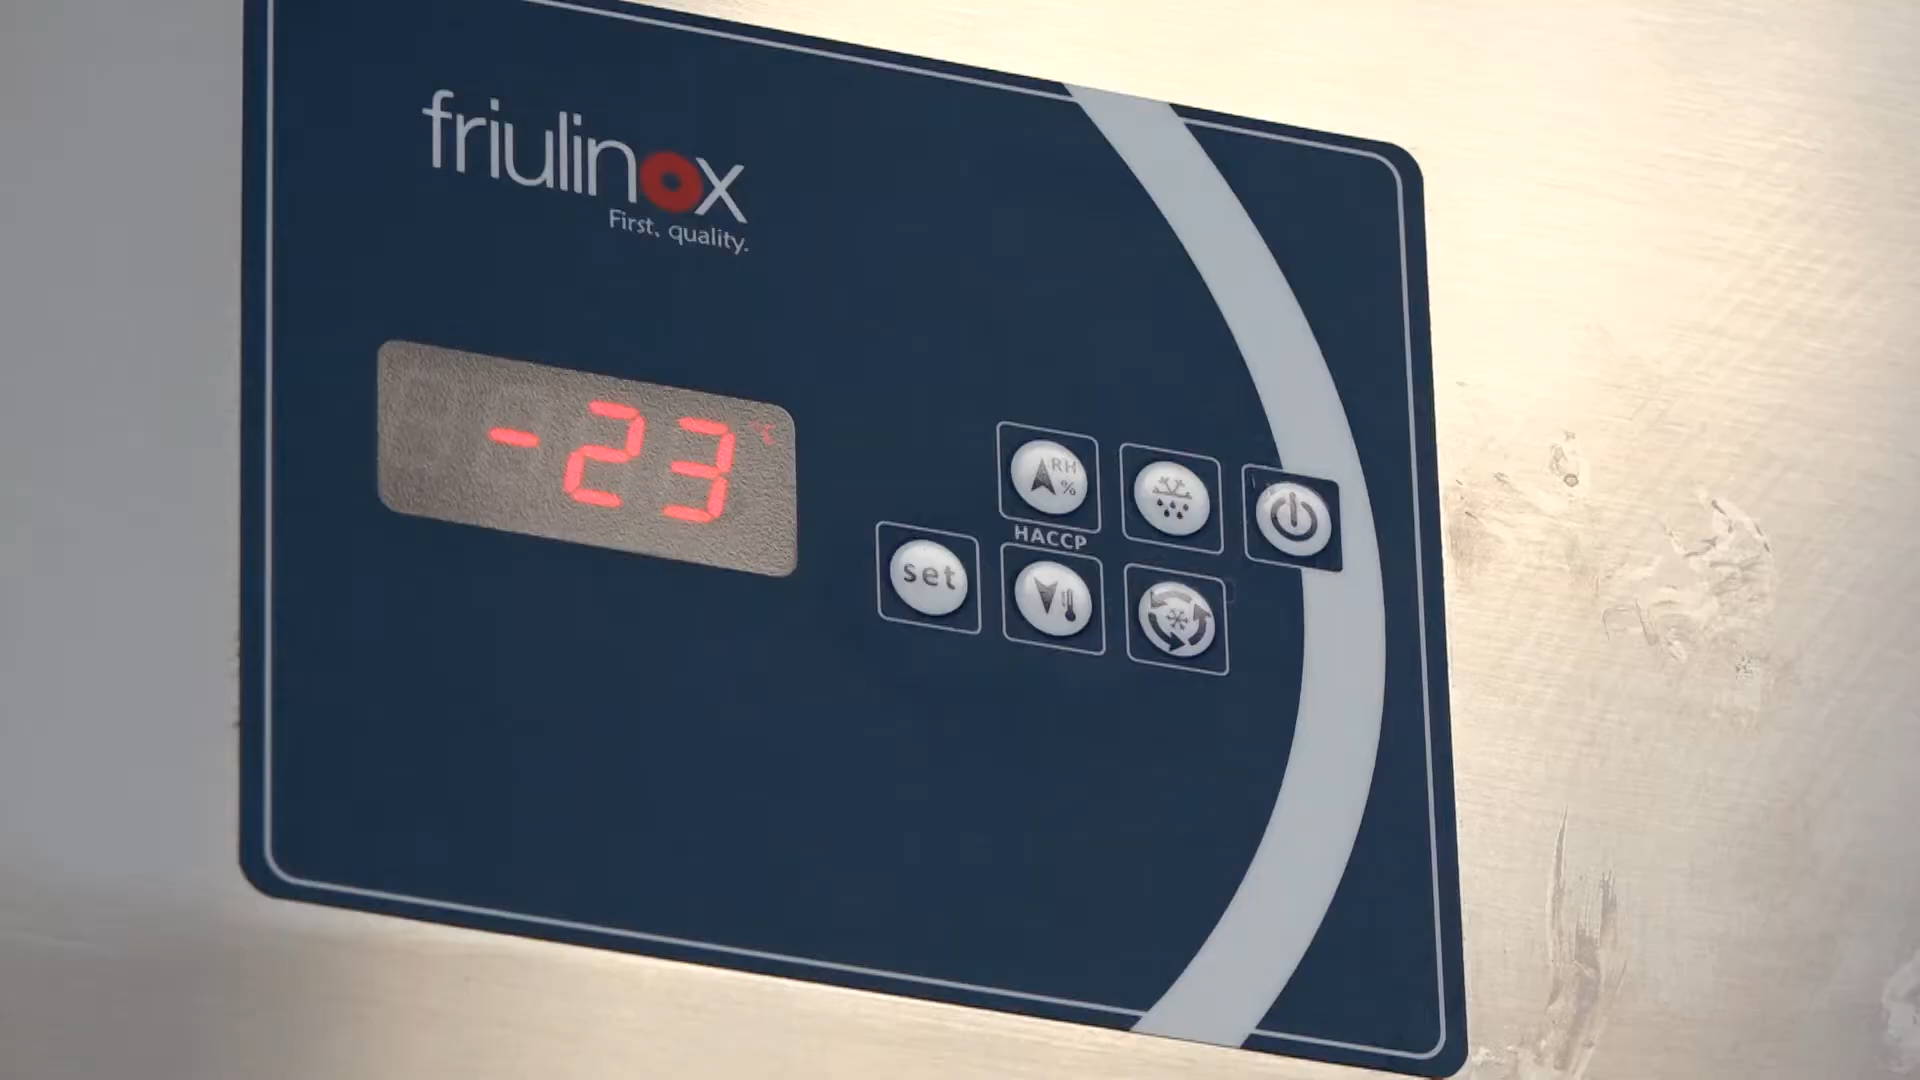 friulinox
First, quality.
-23 °C
RH
%
HACCP
set